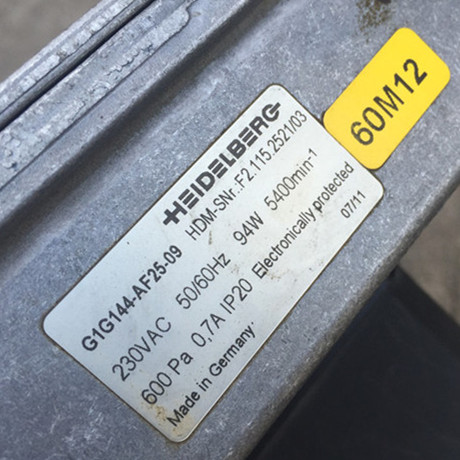 HEIDELBERG
G1G144-AF25-09 HDM-SNr.:F2.115.2521/03
230VAC 50/60Hz 94W 5400min-1
600 Pa 0,7A IP20 Electronically protected
Made in Germany 07/11
60M12